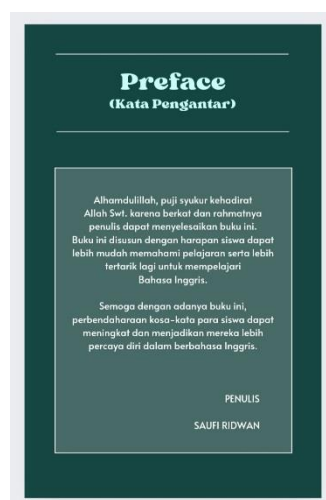 Preface
(Kata Pengantar)
Alhamdulillah, puji syukur kehadirat
Allah Swt. karena berkat dan rahmatnya
penulis dapat menyelesaikan buku ini.
Buku ini disusun dengan harapan siswa dapat
lebih mudah memahami pelajaran serta lebih
tertarik lagi untuk mempelajari
Bahasa Inggris.
Semoga dengan adanya buku ini,
perbendaharaan kosa-kata para siswa dapat
meningkat dan menjadikan mereka lebih
percaya diri dalam berbahasa Inggris.
PENULIS
SAUFI RIDWAN